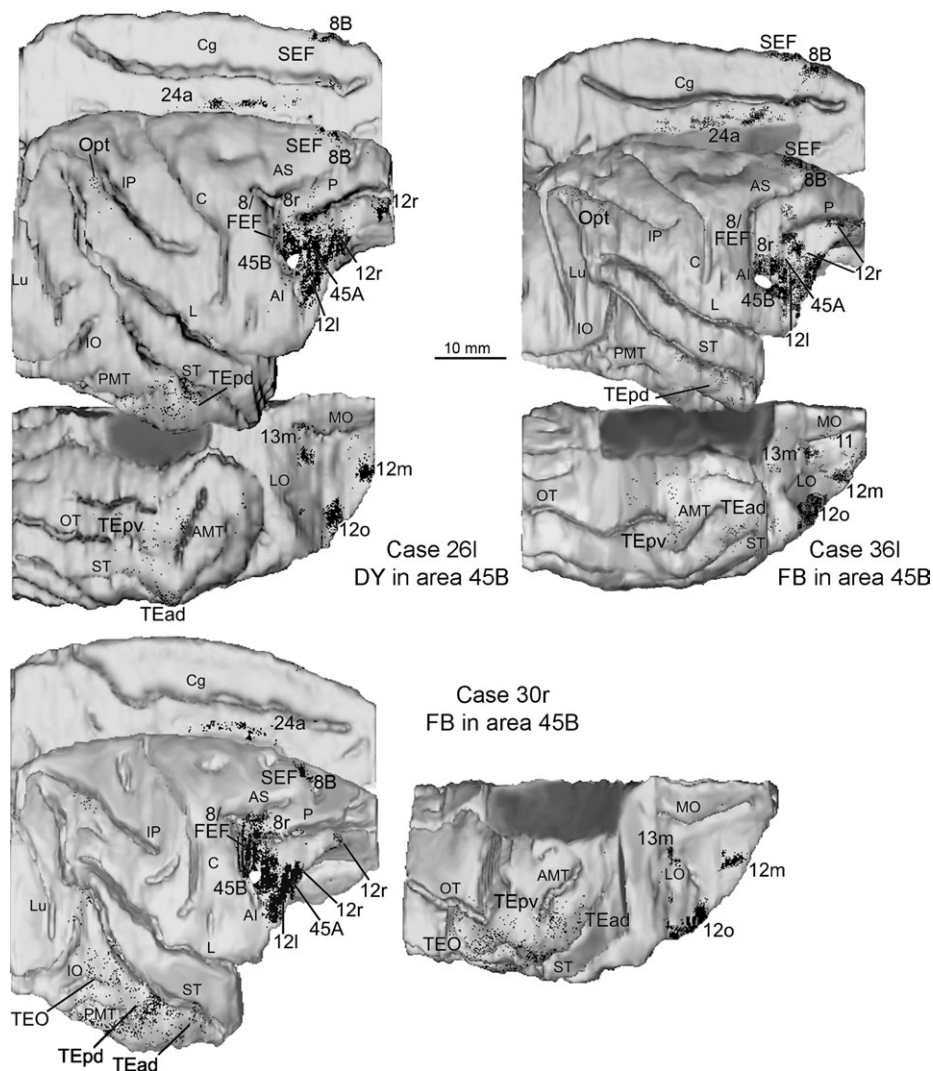 8B
SEF
Cg
24a
SEF
8B
Opt
IP
AS
P
C
8/
FEF
8r
12r
45B
12r
45A
Lu
AI
12l
L
IO
ST
PMT
TEpd
13m
MO
LO
12m
OT
TEpv
AMT
12o
ST
TEad
Case 26l
DY in area 45B
SEF
8B
Cg
24a
SEF
8B
AS
P
Opt
8/
FEF
IP
8r
12r
Lu
C
AI
45B
45A
L
12l
IO
ST
PMT
TEpd
10 mm
MO
13m
11
LO
12m
OT
AMT
TEad
12o
TEpv
ST
Case 36l
FB in area 45B
Case 30r
FB in area 45B
Cg
24a
SEF
8B
AS
8/
FEF
8r
P
IP
C
12r
45B
12r
Lu
AI
45A
12l
L
IO
ST
TEO
PMT
TEpd
TEad
MO
13m
LO
12m
OT
AMT
TEpv
TEad
12o
TEO
ST